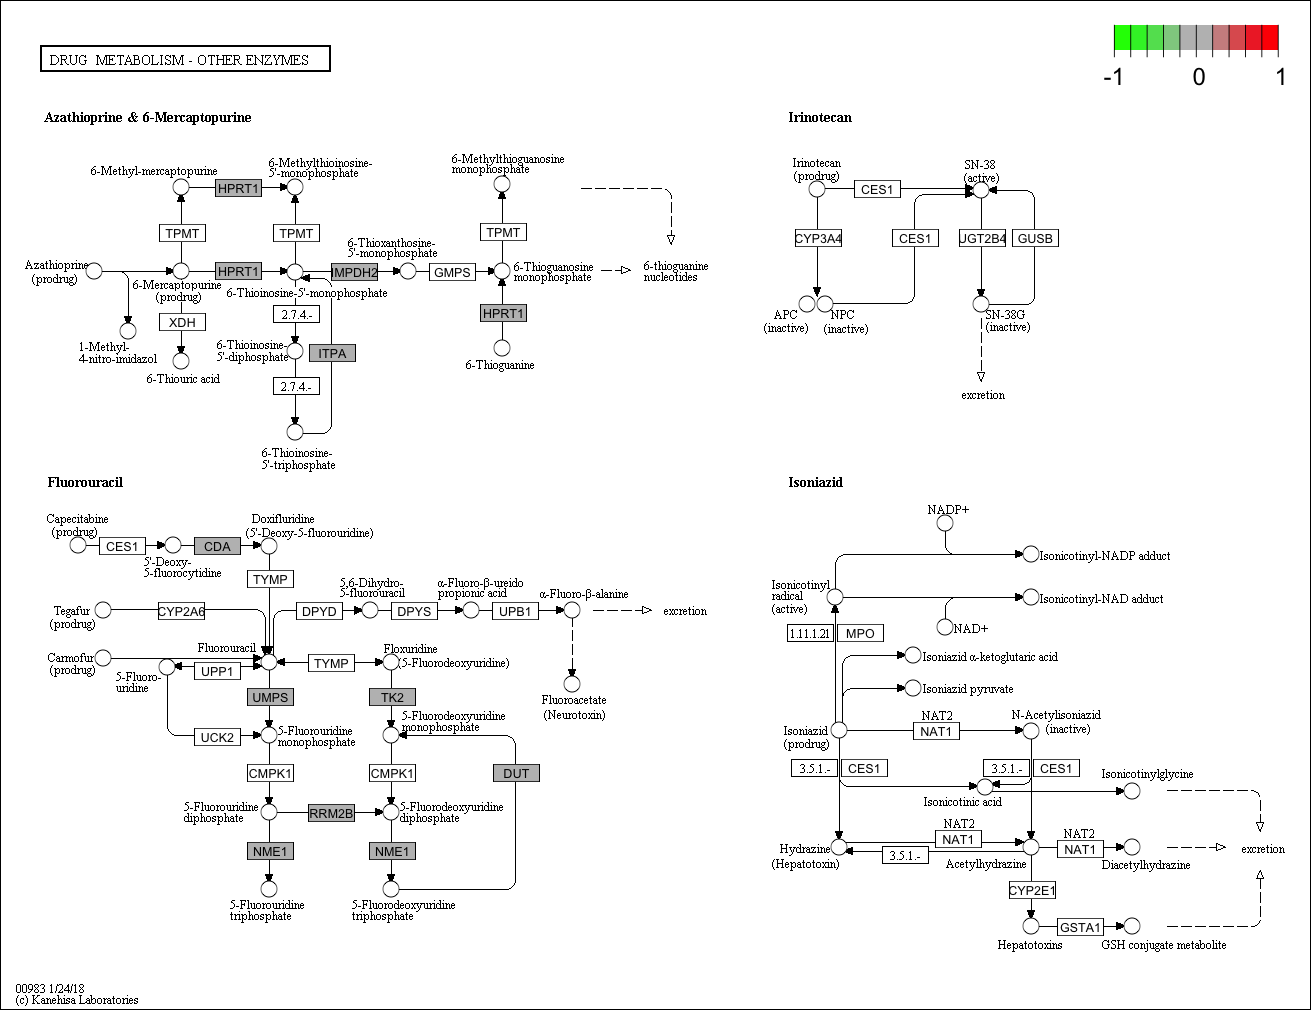 DRUG METABOLISM - OTHER ENZYMES
-1
0
1
Azathioprine & 6-Mercaptopurine
6-Methyl-mercaptopurine
6-Methylthioinosine-
5'-monophosphate
6-Methylthioguanosine
monophosphate
HPRT1
TPMT
TPMT
TPMT
6-Thioxanthosine-
5'-monophosphate
Azathioprine
(prodrug)
HPRT1
IMPDH2
GMPS
6-Thioguanosine
monophosphate
6-thioguanine
nucleotides
6-Mercaptopurine
(prodrug)
6-Thioinosine-5'-monophosphate
XDH
2.7.4.-
HPRT1
1-Methyl-
4-nitro-imidazol
6-Thioinosine-
5'-diphosphate
ITPA
6-Thioguanine
6-Thiouric acid
2.7.4.-
6-Thioinosine-
5'-triphosphate
Irinotecan
Irinotecan
(prodrug)
CES1
SN-38
(active)
CYP3A4
CES1
UGT2B4
GUSB
APC
(inactive)
NPC
(inactive)
SN-38G
(inactive)
excretion
Fluorouracil
Capecitabine
(prodrug)
Doxifluridine
(5'-Deoxy-5-fluorouridine)
CES1
CDA
5'-Deoxy-
5-fluorocytidine
TYMP
5,6-Dihydro-
5-fluorouracil
α-Fluoro-β-ureido
propionic acid
α-Fluoro-β-alanine
Tegafur
(prodrug)
CYP2A6
DPYD
DPYS
UPB1
excretion
Fluorouracil
Floxuridine
(5-Fluorodeoxyuridine)
Carmofur
(prodrug)
UPP1
TYMP
5-Fluoro-
uridine
UMPS
TK2
Fluoroacetate
(Neurotoxin)
UCK2
5-Fluorouridine
monophosphate
5-Fluorodeoxyuridine
monophosphate
CMPK1
CMPK1
DUT
5-Fluorouridine
diphosphate
RRM2B
5-Fluorodeoxyuridine
diphosphate
NME1
NME1
5-Fluorouridine
triphosphate
5-Fluorodeoxyuridine
triphosphate
Isoniazid
NADP+
Isonicotinyl-NADP adduct
Isonicotinyl
radical
(active)
Isonicotinyl-NAD adduct
NAD+
1.11.1.21
MPO
Isoniazid α-ketoglutaric acid
Isoniazid pyruvate
Isoniazid
(prodrug)
NAT2
NAT1
N-Acetylisoniazid
(inactive)
3.5.1.-
CES1
3.5.1.-
CES1
Isonicotinylglycine
Isonicotinic acid
Hydrazine
(Hepatotoxin)
NAT2
NAT1
3.5.1.-
Acetylhydrazine
NAT2
NAT1
Diacetylhydrazine
excretion
CYP2E1
GSTA1
Hepatotoxins
GSH conjugate metabolite
00983 1/24/18
(c) Kanehisa Laboratories